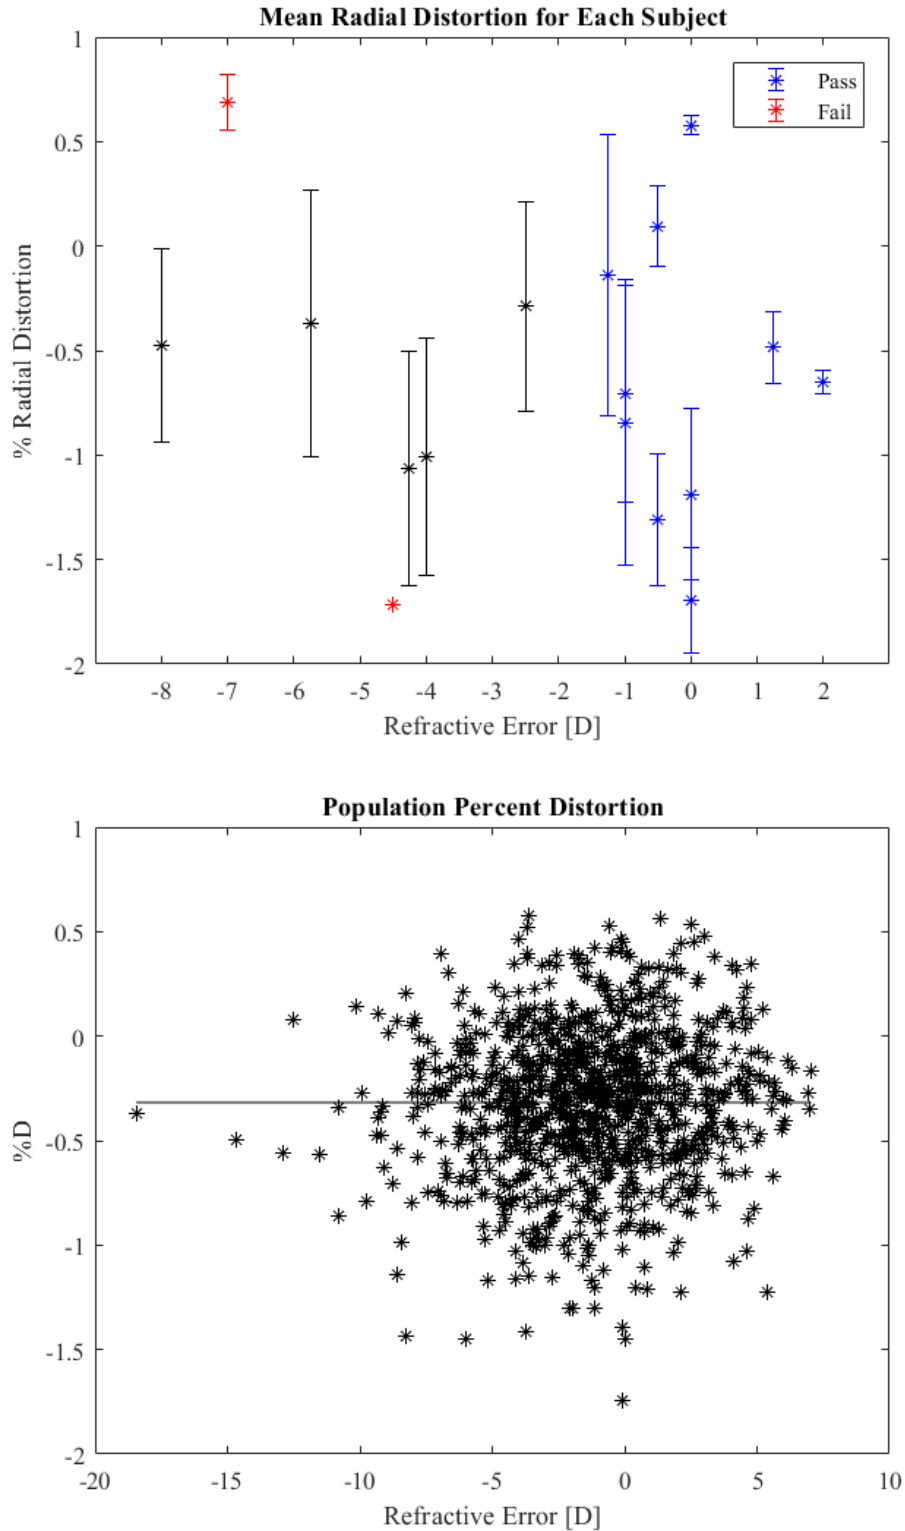 Mean Radial Distortion for Each Subject
1
0.5
0
-0.5
-1
-1.5
-2
% Radial Distortion
Pass
Fail
-8 -7 -6 -5 -4 -3 -2 -1 0 1 2
Refractive Error [D]
Population Percent Distortion
1
0.5
0
-0.5
-1
-1.5
-2
%D
-20 -15 -10 -5 0 5 10
Refractive Error [D]